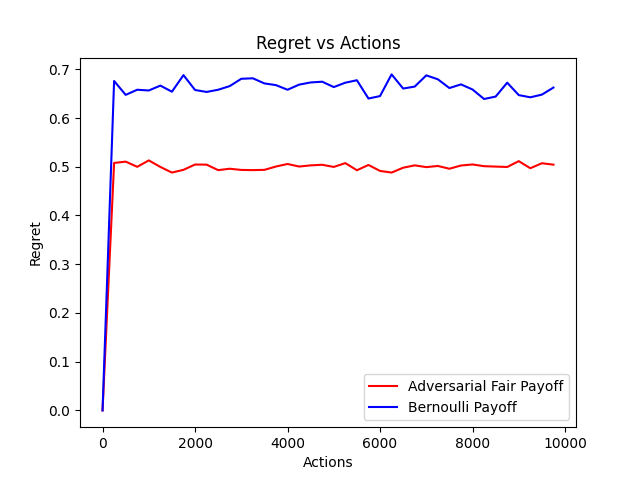 Regret vs Actions
Regret
0.7
0.6
0.5
0.4
0.3
0.2
0.1
0.0
Adversarial Fair Payoff
Bernoulli Payoff
0 2000 4000 6000 8000 10000
Actions